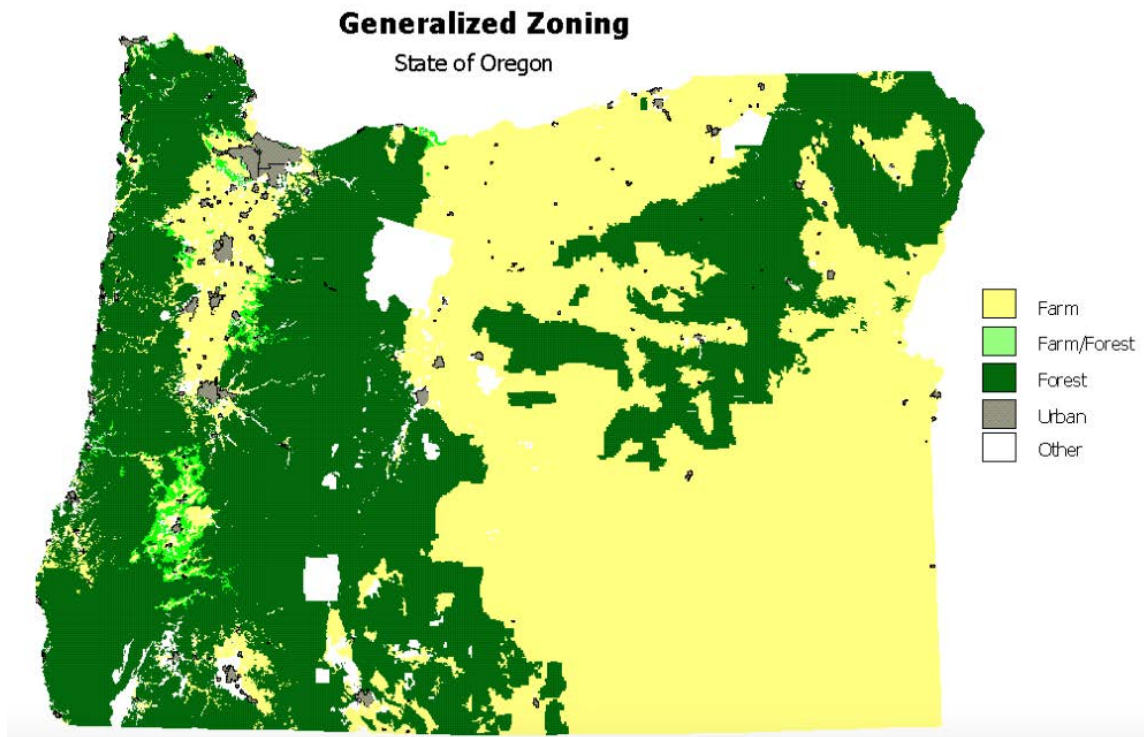 Generalized Zoning
State of Oregon
Farm
Farm/Forest
Forest
Urban
Other